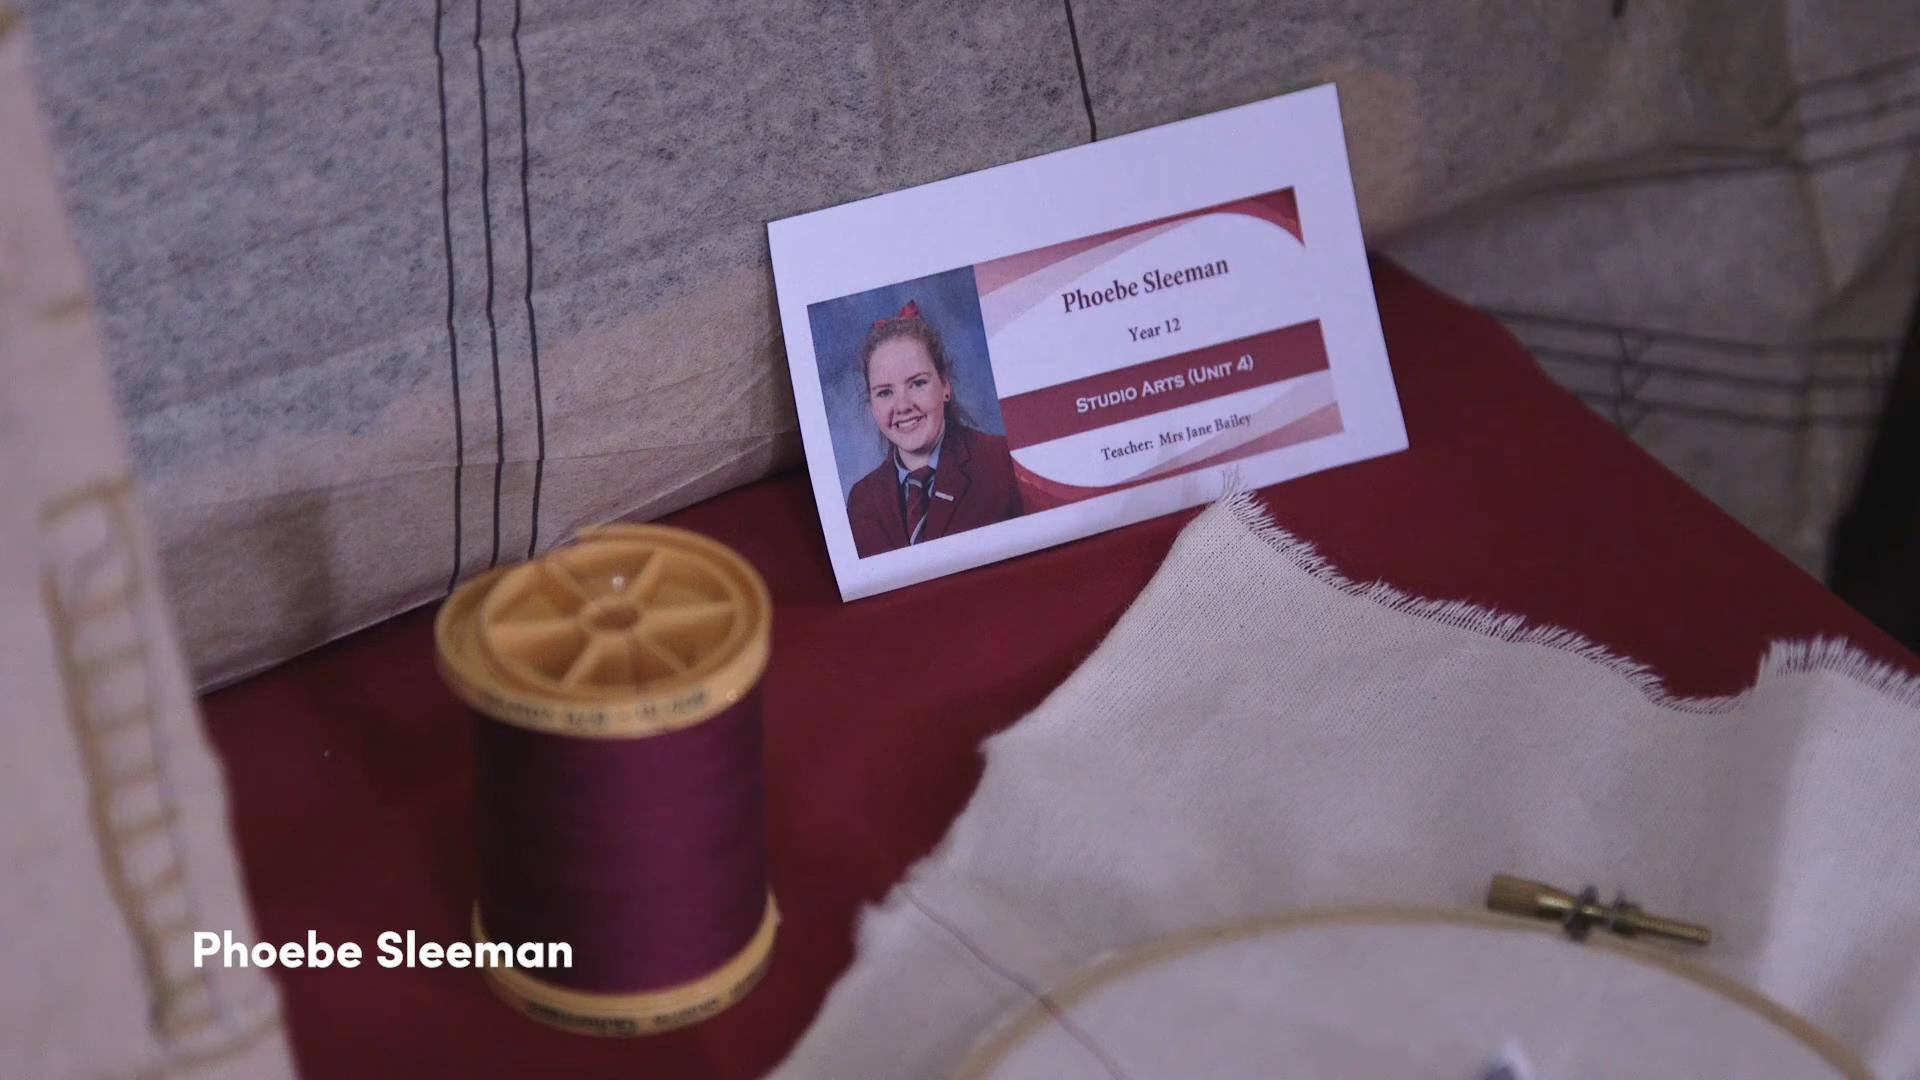 Phoebe Sleeman
Year 12
STUDIO ARTS (UNIT 4)
Teacher: Mrs Jane Bailey
Phoebe Sleeman